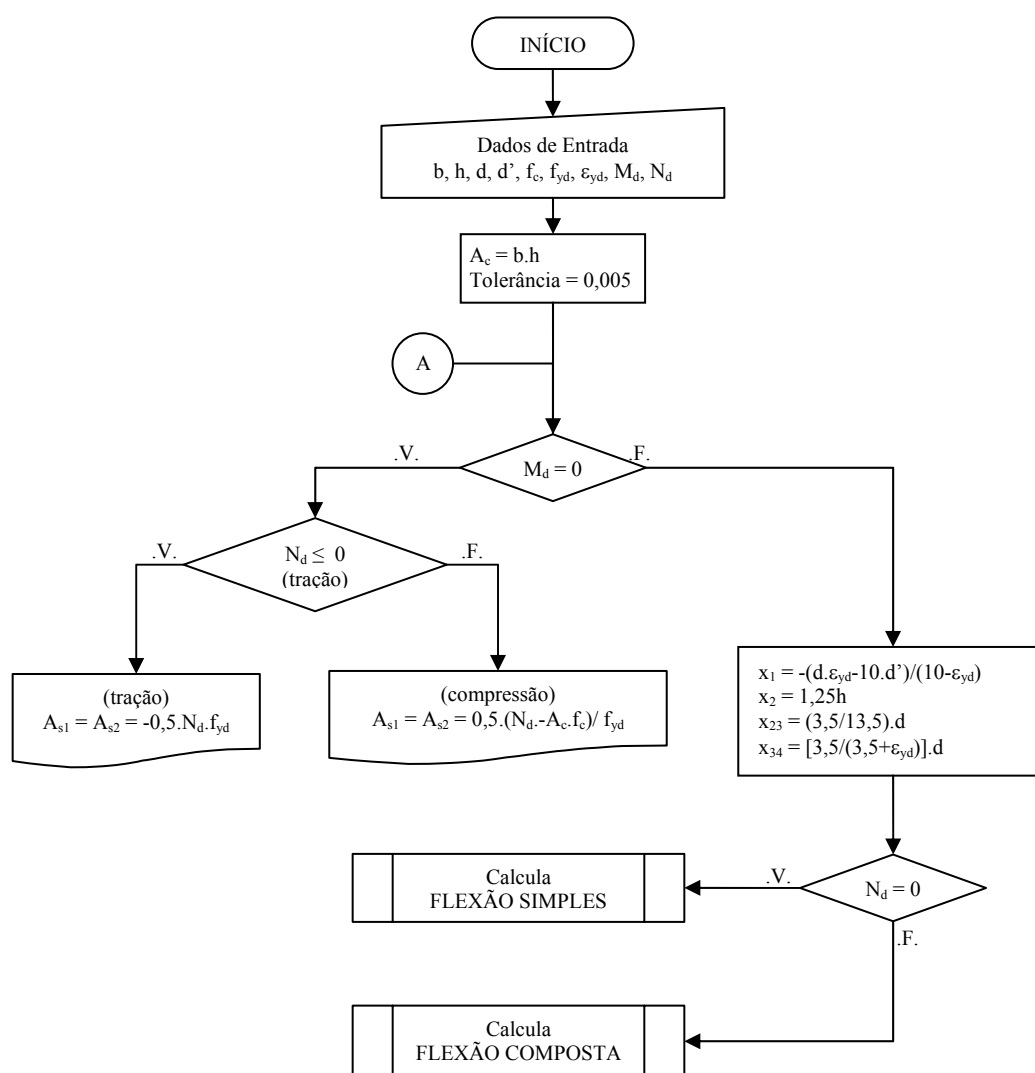 INÍCIO
Dados de Entrada
b, h, d, d’, f_c, f_yd, ε_yd, M_d, N_d
A_c = b.h
Tolerância = 0,005
A
M_d = 0
.V.
.F.
N_d ≤ 0
(tração)
.V.
.F.
(tração)
A_s1 = A_s2 = -0,5.N_d.f_yd
(compressão)
A_s1 = A_s2 = 0,5.(N_d.-A_c.f_c)/ f_yd
x_1 = -(d.ε_yd-10.d’)/(10-ε_yd)
x_2 = 1,25h
x_23 = (3,5/13,5).d
x_34 = [3,5/(3,5+ε_yd)].d
N_d = 0
.V.
.F.
Calcula
FLEXÃO SIMPLES
Calcula
FLEXÃO COMPOSTA